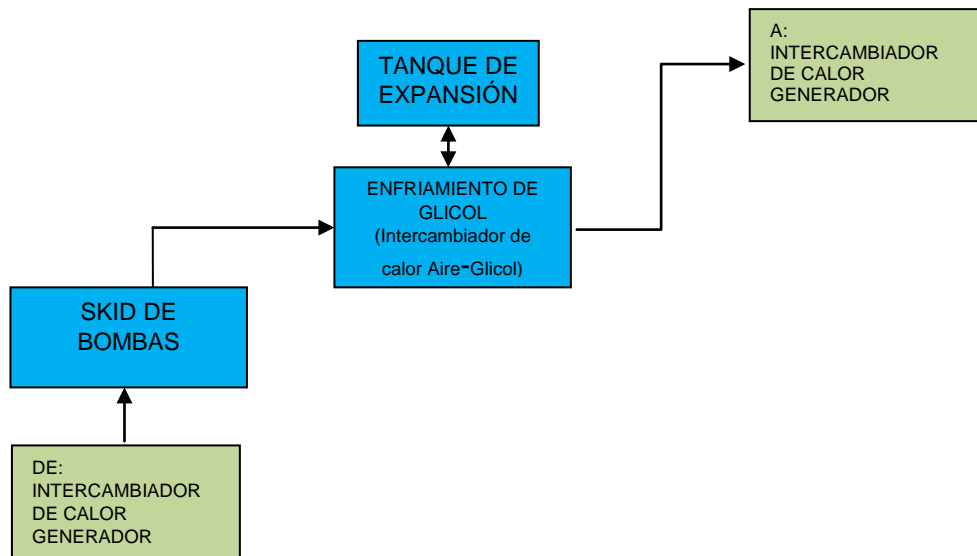 A:
INTERCAMBIADOR
DE CALOR
GENERADOR
TANQUE DE
EXPANSIÓN
ENFRIAMIENTO DE
GLICOL
(Intercambiador de
calor Aire-Glicol)
SKID DE
BOMBAS
DE:
INTERCAMBIADOR
DE CALOR
GENERADOR